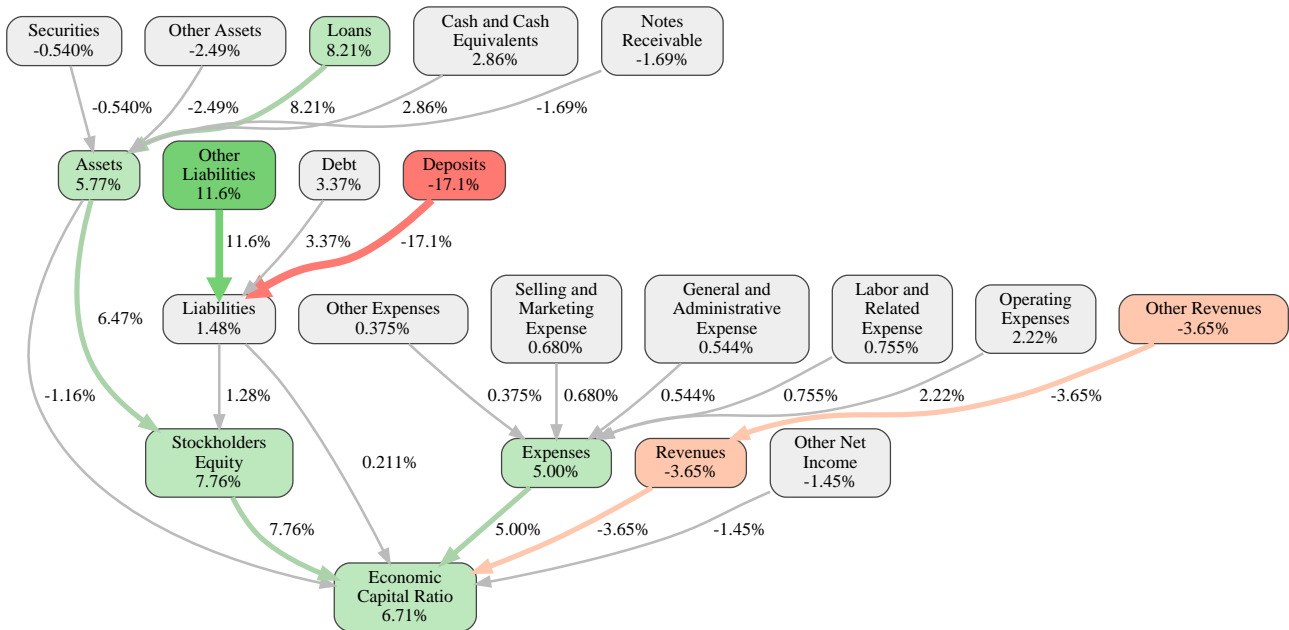 Securities
-0.540%
Other Assets
-2.49%
Loans
8.21%
Cash and Cash
Equivalents
2.86%
Notes
Receivable
-1.69%
-0.540%
-2.49%
8.21%
2.86%
-1.69%
Assets
5.77%
Other
Liabilities
11.6%
Debt
3.37%
Deposits
-17.1%
11.6%
3.37%
-17.1%
Liabilities
1.48%
Other Expenses
0.375%
Selling and
Marketing
Expense
0.680%
General and
Administrative
Expense
0.544%
Labor and
Related
Expense
0.755%
Operating
Expenses
2.22%
Other Revenues
-3.65%
6.47%
-1.16%
1.28%
0.375%
0.680%
0.544%
0.755%
2.22%
-3.65%
Stockholders
Equity
7.76%
0.211%
Expenses
5.00%
Revenues
-3.65%
Other Net
Income
-1.45%
7.76%
5.00%
-3.65%
-1.45%
Economic
Capital Ratio
6.71%